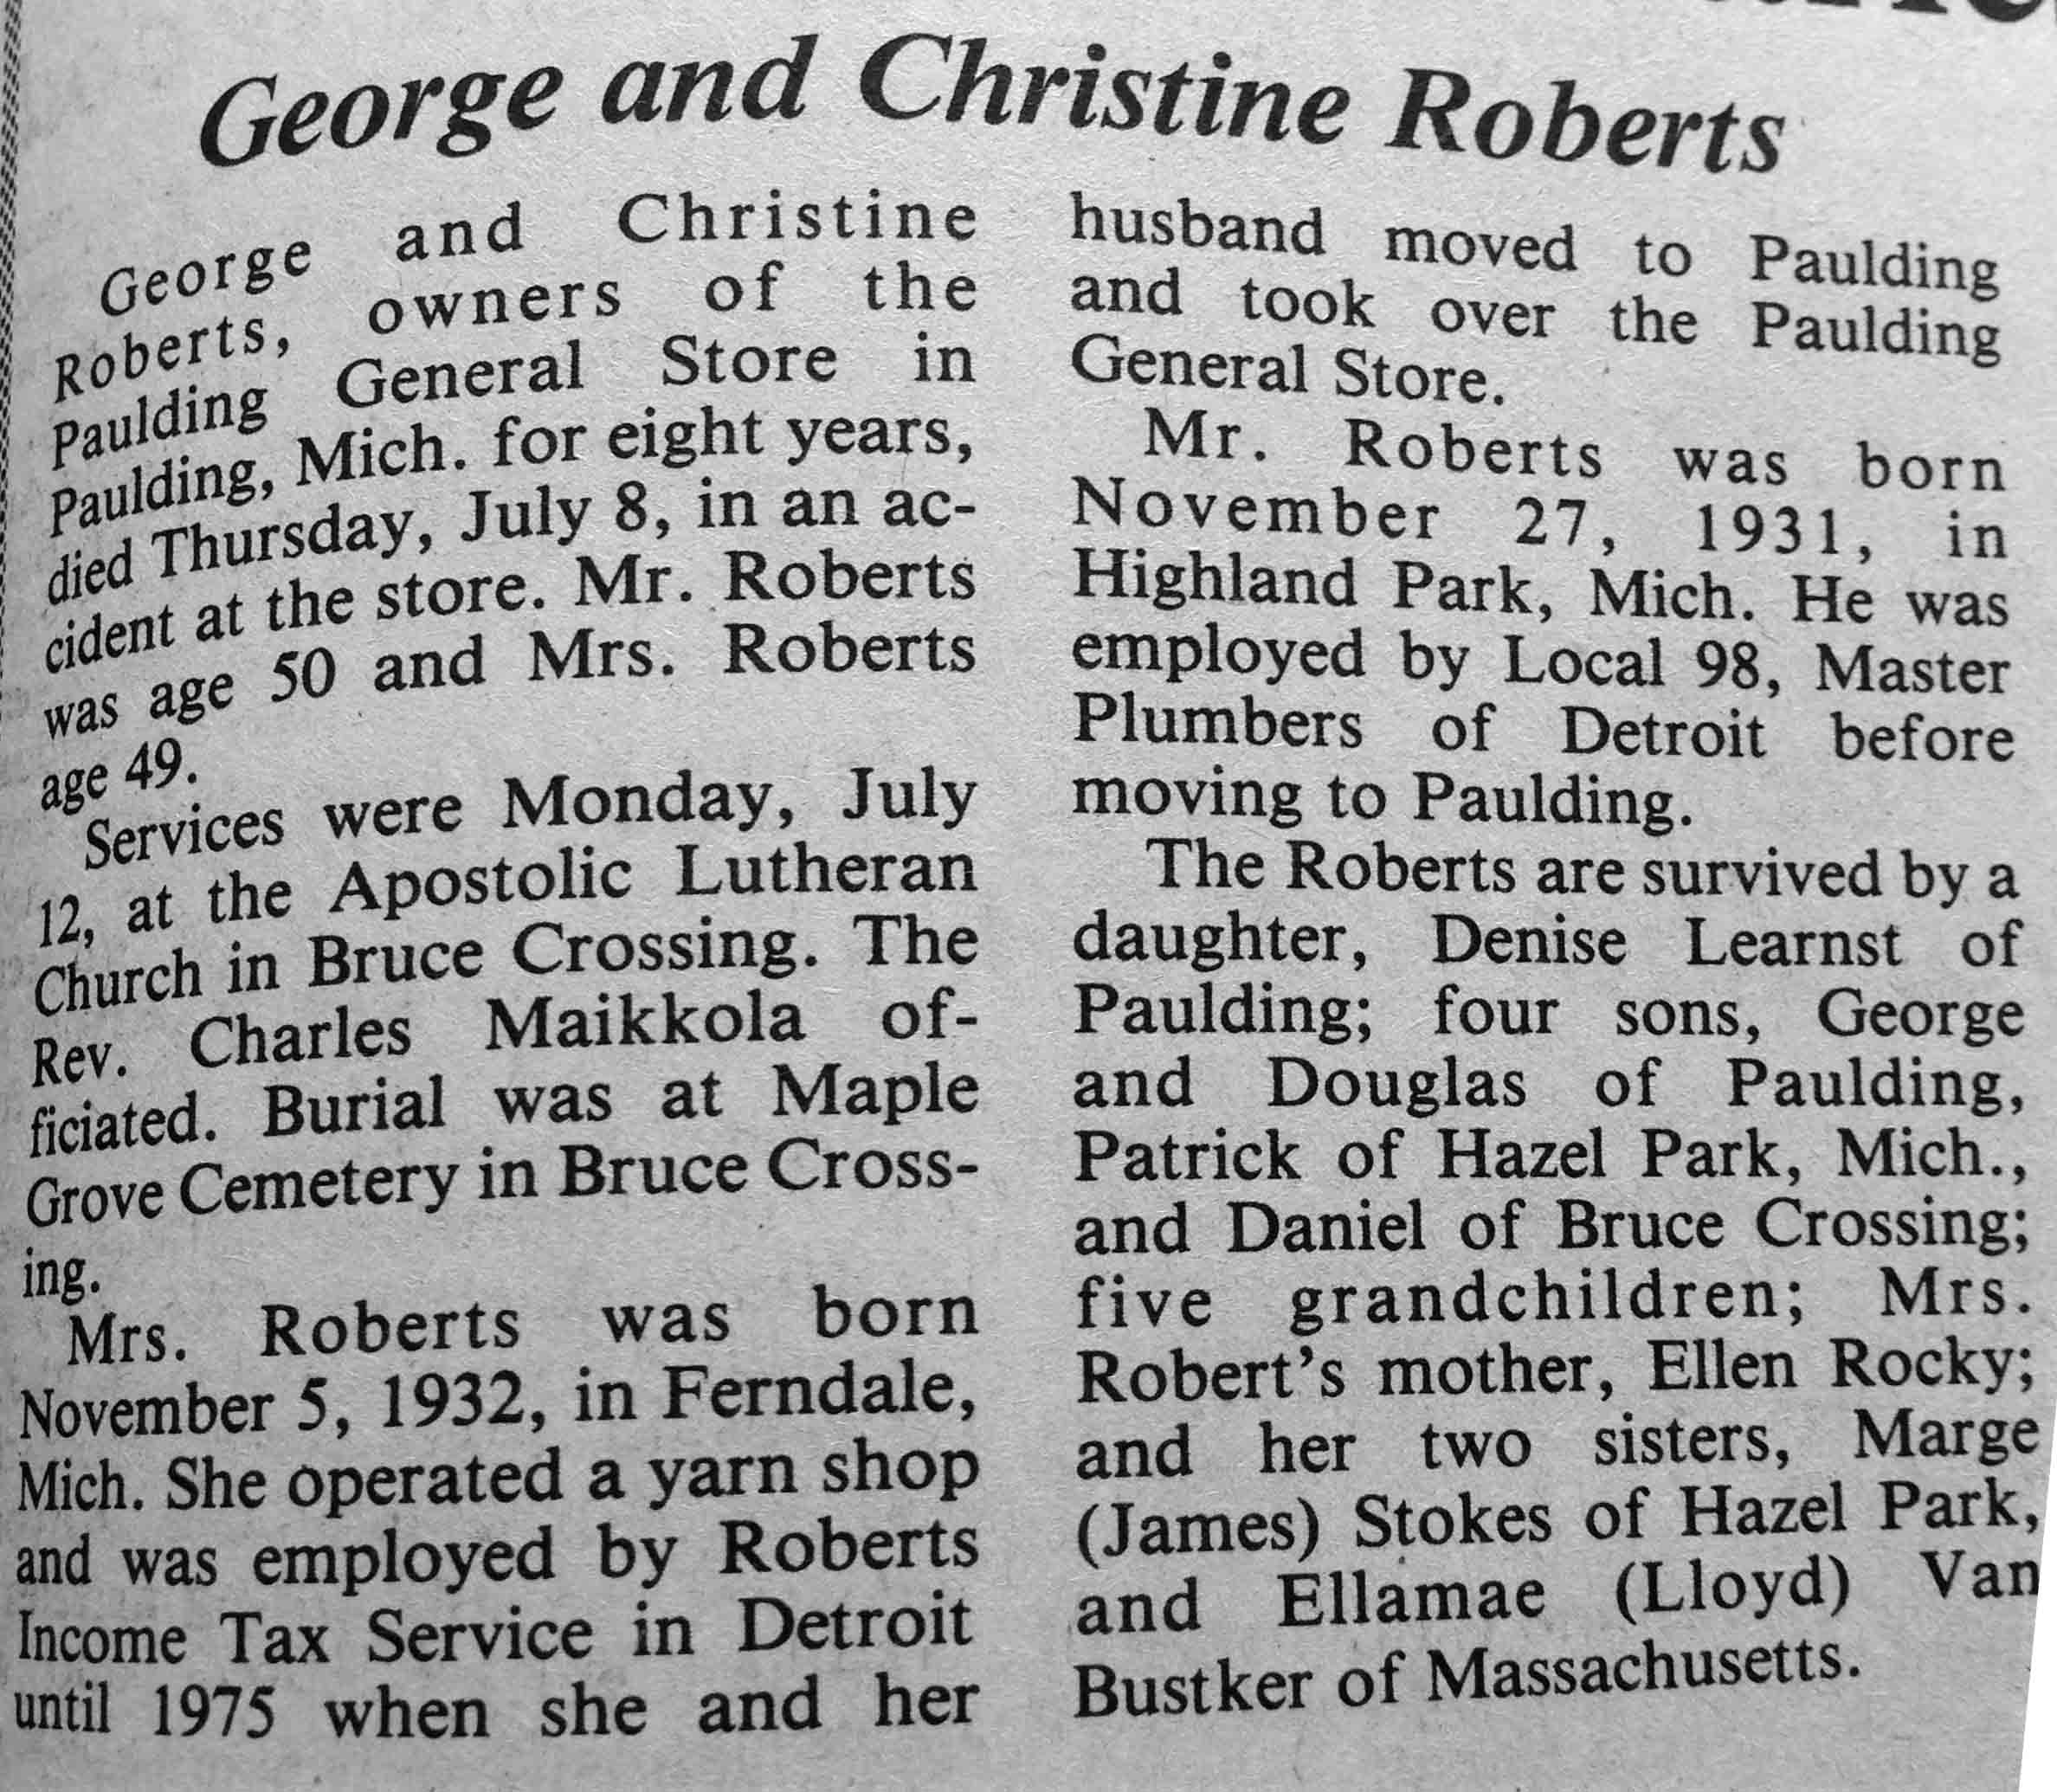 George and Christine Roberts
George and Christine
Roberts, owners of the
Paulding General Store in
Paulding, Mich. for eight years,
died Thursday, July 8, in an ac-
cident at the store. Mr. Roberts
was age 50 and Mrs. Roberts
age 49.
Services were Monday, July
12, at the Apostolic Lutheran
Church in Bruce Crossing. The
Rev. Charles Maikkola of-
ficiated. Burial was at Maple
Grove Cemetery in Bruce Cross-
ing.
Mrs. Roberts was born
November 5, 1932, in Ferndale,
Mich. She operated a yarn shop
and was employed by Roberts
Income Tax Service in Detroit
until 1975 when she and her
husband moved to Paulding
and took over the Paulding
General Store.
Mr. Roberts was born
November 27, 1931, in
Highland Park, Mich. He was
employed by Local 98, Master
Plumbers of Detroit before
moving to Paulding.
The Roberts are survived by a
daughter, Denise Learnst of
Paulding; four sons, George
and Douglas of Paulding,
Patrick of Hazel Park, Mich.,
and Daniel of Bruce Crossing;
five grandchildren; Mrs.
Robert's mother, Ellen Rocky;
and her two sisters, Marge
(James) Stokes of Hazel Park,
and Ellamae (Lloyd) Van
Bustker of Massachusetts.